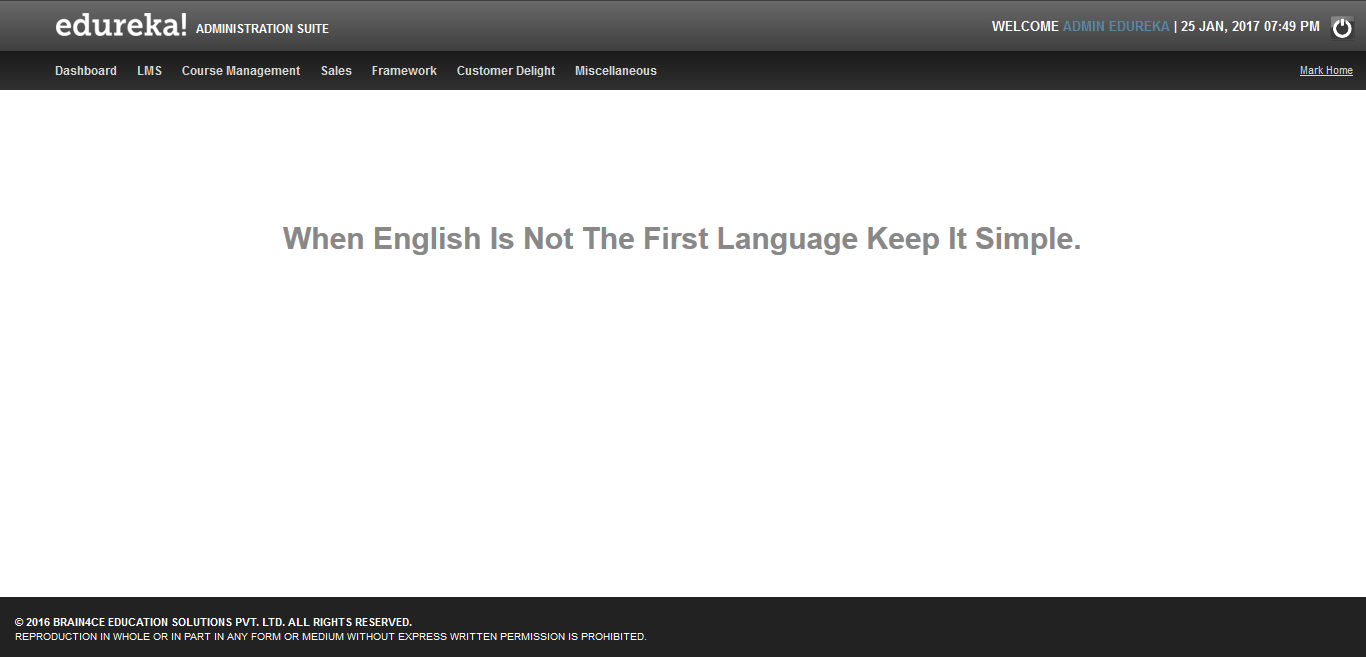 edureka! ADMINISTRATION SUITE WELCOME ADMIN EDUREKA | 25 JAN, 2017 07:49 PM
Dashboard LMS Course Management Sales Framework Customer Delight Miscellaneous Mark Home
When English Is Not The First Language Keep It Simple.
© 2016 BRAIN4CE EDUCATION SOLUTIONS PVT. LTD. ALL RIGHTS RESERVED.
REPRODUCTION IN WHOLE OR IN PART IN ANY FORM OR MEDIUM WITHOUT EXPRESS WRITTEN PERMISSION IS PROHIBITED.